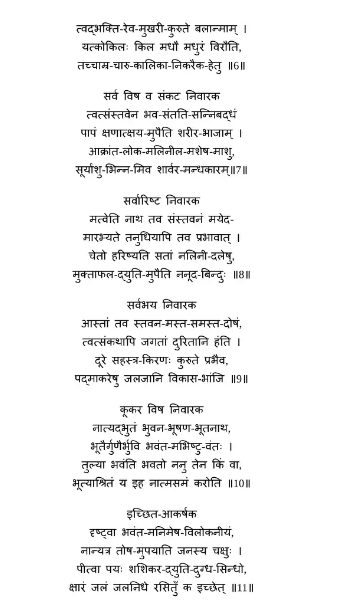 त्वद्भक्ति-रेव-मुखरी-कुरुते बलान्माम् ।
यत्कोकिलः किल मधौ मधुरं विरौति,
तच्चाम्र-चारु-कालिका-निकरैक-हेतु ॥6॥
सर्व विष व संकट निवारक
त्वत्संस्तवेन भव-संतति-सन्निबद्धं
पापं क्षणात्क्षय-मुपैति शरीर-भाजाम् ।
आक्रांत-लोक-मलिनील-मशेष-माशु,
सूर्यांशु-भिन्न-मिव शार्वर-मन्धकारम्॥7॥
सर्वारिष्ट निवारक
मत्वेति नाथ तव संस्तवनं मयेद-
मारभ्यते तनुधियापि तव प्रभावात् ।
चेतो हरिष्यति सतां नलिनी-दलेषु,
मुक्ताफल-द्युति-मुपैति ननूद-बिन्दुः ॥8॥
सर्वभय निवारक
आस्तां तव स्तवन-मस्त-समस्त-दोषं,
त्वत्संकथापि जगतां दुरितानि हंति ।
दूरे सहस्त्र-किरणः कुरुते प्रभैव,
पद्माकरेषु जलजानि विकास-भांजि ॥9॥
कूकर विष निवारक
नात्यद्भुतं भुवन-भूषण-भूतनाथ,
भूतैर्गुणैर्भुवि भवंत-मभिष्टु-वंतः ।
तुल्या भवंति भवतो ननु तेन किं वा,
भूत्याश्रितं य इह नात्मसमं करोति ॥10॥
इच्छित-आकर्षक
दृष्ट्वा भवंत-मनिमेष-विलोकनीयं,
नान्यत्र तोष-मुपयाति जनस्य चक्षुः ।
पीत्वा पयः शशिकर-द्युति-दुग्ध-सिन्धो,
क्षारं जलं जलनिधे रसितुँ क इच्छेत् ॥11॥